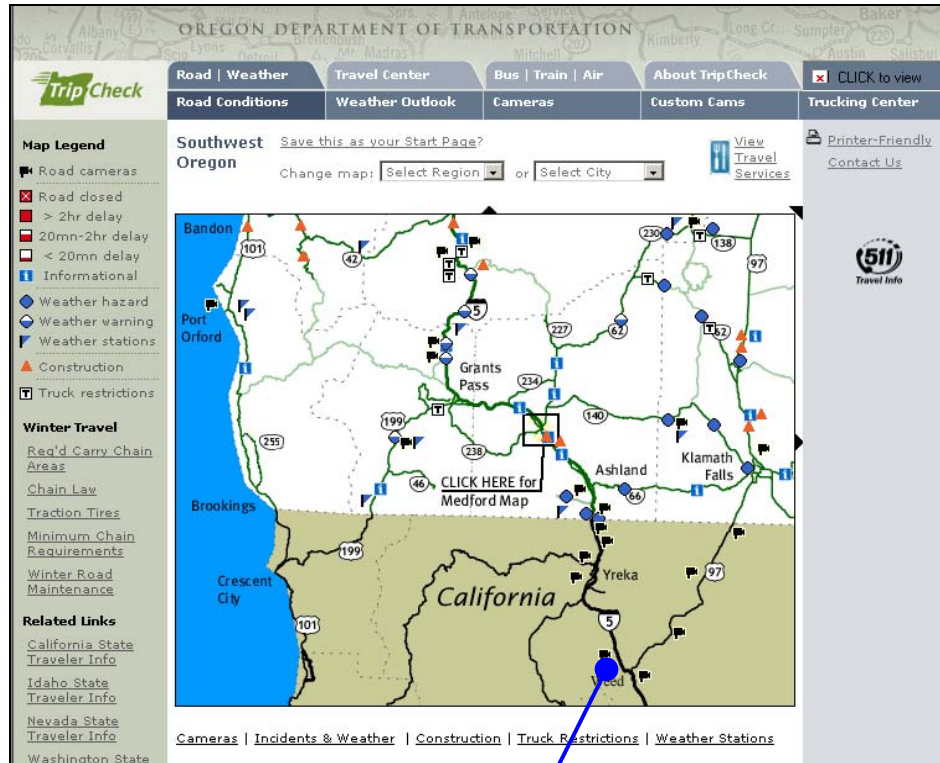 OREGON DEPARTMENT OF TRANSPORTATION
TripCheck
Road | Weather
Travel Center
Bus | Train | Air
About TripCheck
CLICK to view
Road Conditions
Weather Outlook
Cameras
Custom Cams
Trucking Center
Map Legend
Road cameras
Road closed
> 2hr delay
20mn-2hr delay
< 20mn delay
Informational
Weather hazard
Weather warning
Weather stations
Construction
Truck restrictions
Winter Travel
Req'd Carry Chain
Areas
Chain Law
Traction Tires
Minimum Chain
Requirements
Winter Road
Maintenance
Related Links
California State
Traveler Info
Idaho State
Traveler Info
Nevada State
Traveler Info
Washington State
Southwest
Oregon
Save this as your Start Page?
Change map: Select Region or Select City
View
Travel
Services
Printer-Friendly
Contact Us
511
Travel Info
Bandon
101
42
230
138
97
Port
Orford
5
227
62
62
Grants
Pass
234
199
140
255
238
Ashland
Klamath
Falls
46
CLICK HERE for
Medford Map
66
Brookings
199
Crescent
City
Yreka
97
California
101
5
Weed
Cameras | Incidents & Weather | Construction | Truck Restrictions | Weather Stations